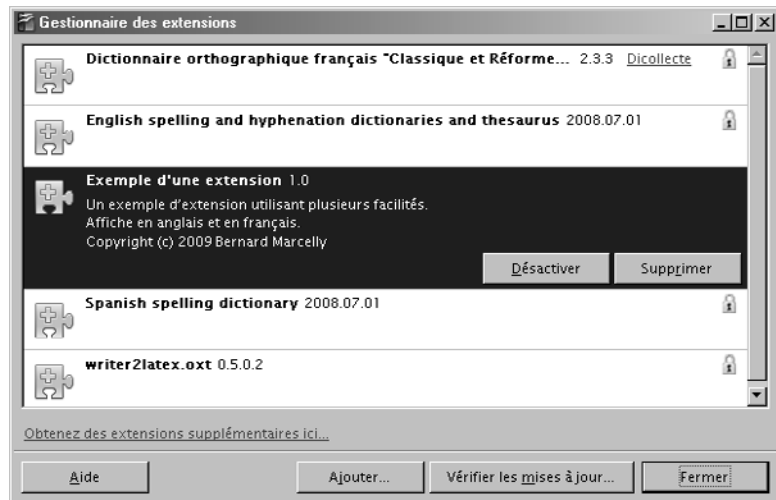 Gestionnaire des extensions
Dictionnaire orthographique français "Classique et Réforme... 2.3.3 Dicollecte
English spelling and hyphenation dictionaries and thesaurus 2008.07.01
Exemple d'une extension 1.0
Un exemple d'extension utilisant plusieurs facilités.
Affiche en anglais et en français.
Copyright (c) 2009 Bernard Marcelly
Désactiver Supprimer
Spanish spelling dictionary 2008.07.01
writer2latex.oxt 0.5.0.2
Obtenez des extensions supplémentaires ici...
Aide Ajouter... Vérifier les mises à jour... Fermer